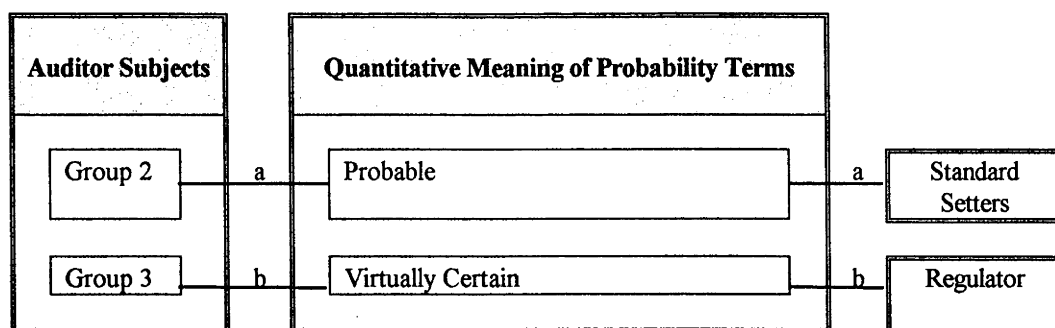 Auditor Subjects
Quantitative Meaning of Probability Terms
Group 2
a
Probable
a
Standard
Setters
Group 3
b
Virtually Certain
b
Regulator